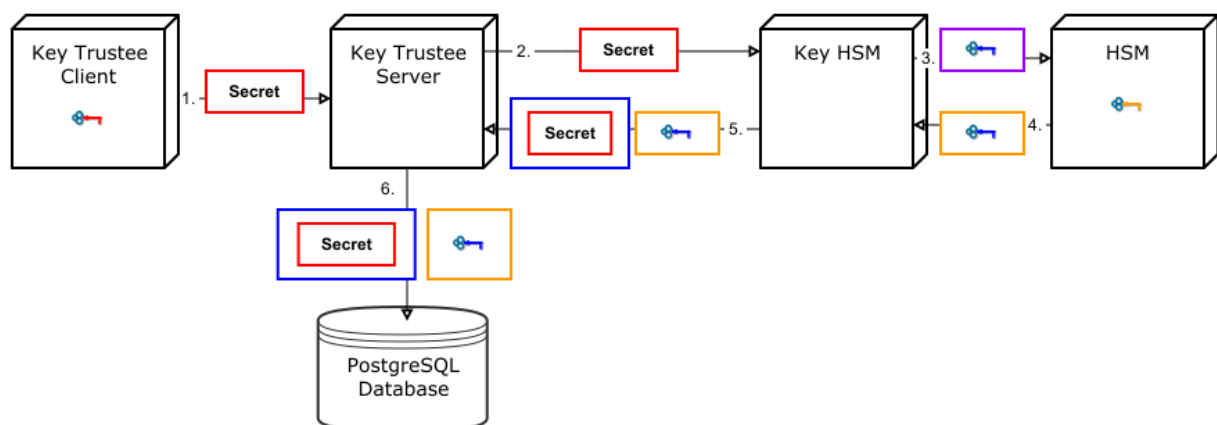 Key Trustee
Client
1.
Secret
Key Trustee
Server
2.
Secret
Key HSM
3.
HSM
4.
5.
Secret
6.
Secret
PostgreSQL
Database